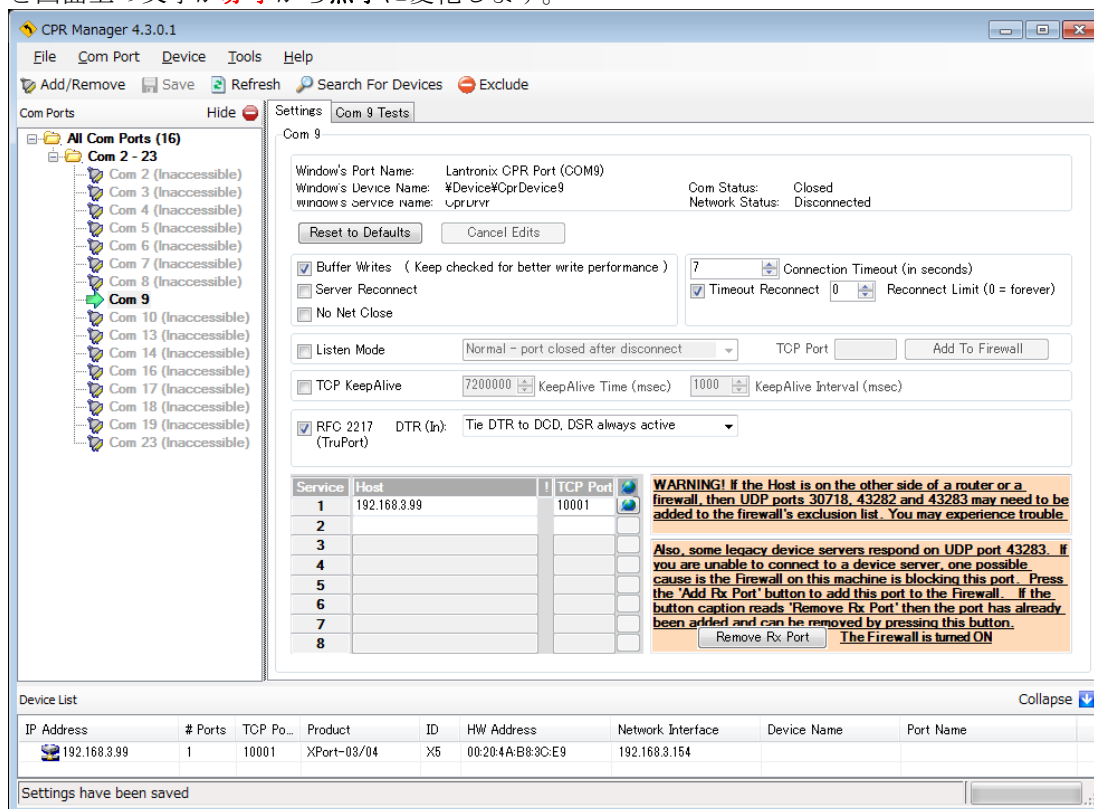 CPR Manager 4.3.0.1
File Com Port Device Tools Help
Add/Remove Save Refresh Search For Devices Exclude
Com Ports Hide
Settings Com 9 Tests
All Com Ports (16)
Com 2 - 23
Com 2 (Inaccessible)
Com 3 (Inaccessible)
Com 4 (Inaccessible)
Com 5 (Inaccessible)
Com 6 (Inaccessible)
Com 7 (Inaccessible)
Com 8 (Inaccessible)
Com 9
Com 10 (Inaccessible)
Com 13 (Inaccessible)
Com 14 (Inaccessible)
Com 16 (Inaccessible)
Com 17 (Inaccessible)
Com 18 (Inaccessible)
Com 19 (Inaccessible)
Com 23 (Inaccessible)
Com 9
Window's Port Name: Lantronix CPR Port (COM9)
Window's Device Name: ¥Device¥CprDevice9 Com Status: Closed
Window's Service Name: CprDrvr Network Status: Disconnected
Reset to Defaults Cancel Edits
Buffer Writes ( Keep checked for better write performance ) 7 Connection Timeout (in seconds)
Server Reconnect Timeout Reconnect 0 Reconnect Limit (0 = forever)
No Net Close
Listen Mode Normal - port closed after disconnect TCP Port Add To Firewall
TCP KeepAlive 7200000 KeepAlive Time (msec) 1000 KeepAlive Interval (msec)
RFC 2217 DTR (In): Tie DTR to DCD, DSR always active
(TruPort)
Service Host ! TCP Port
1 192.168.3.99 10001
2
3
4
5
6
7
8
WARNING! If the Host is on the other side of a router or a
firewall, then UDP ports 30718, 43282 and 43283 may need to be
added to the firewall's exclusion list. You may experience trouble
Also, some legacy device servers respond on UDP port 43283. If
you are unable to connect to a device server, one possible
cause is the Firewall on this machine is blocking this port. Press
the 'Add Rx Port' button to add this port to the Firewall. If the
button caption reads 'Remove Rx Port' then the port has already
been added and can be removed by pressing this button.
Remove Rx Port The Firewall is turned ON
Device List Collapse
IP Address # Ports TCP Po... Product ID HW Address Network Interface Device Name Port Name
192.168.3.99 1 10001 XPort-03/04 X5 00:20:4A:B8:3C:E9 192.168.3.154
Settings have been saved